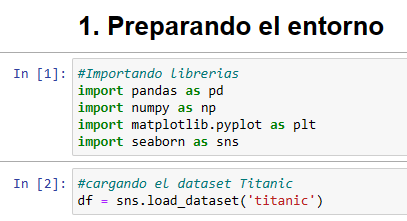 1. Preparando el entorno
In [1]: #Importando librerias
import pandas as pd
import numpy as np
import matplotlib.pyplot as plt
import seaborn as sns
In [2]: #cargando el dataset Titanic
df = sns.load_dataset('titanic')